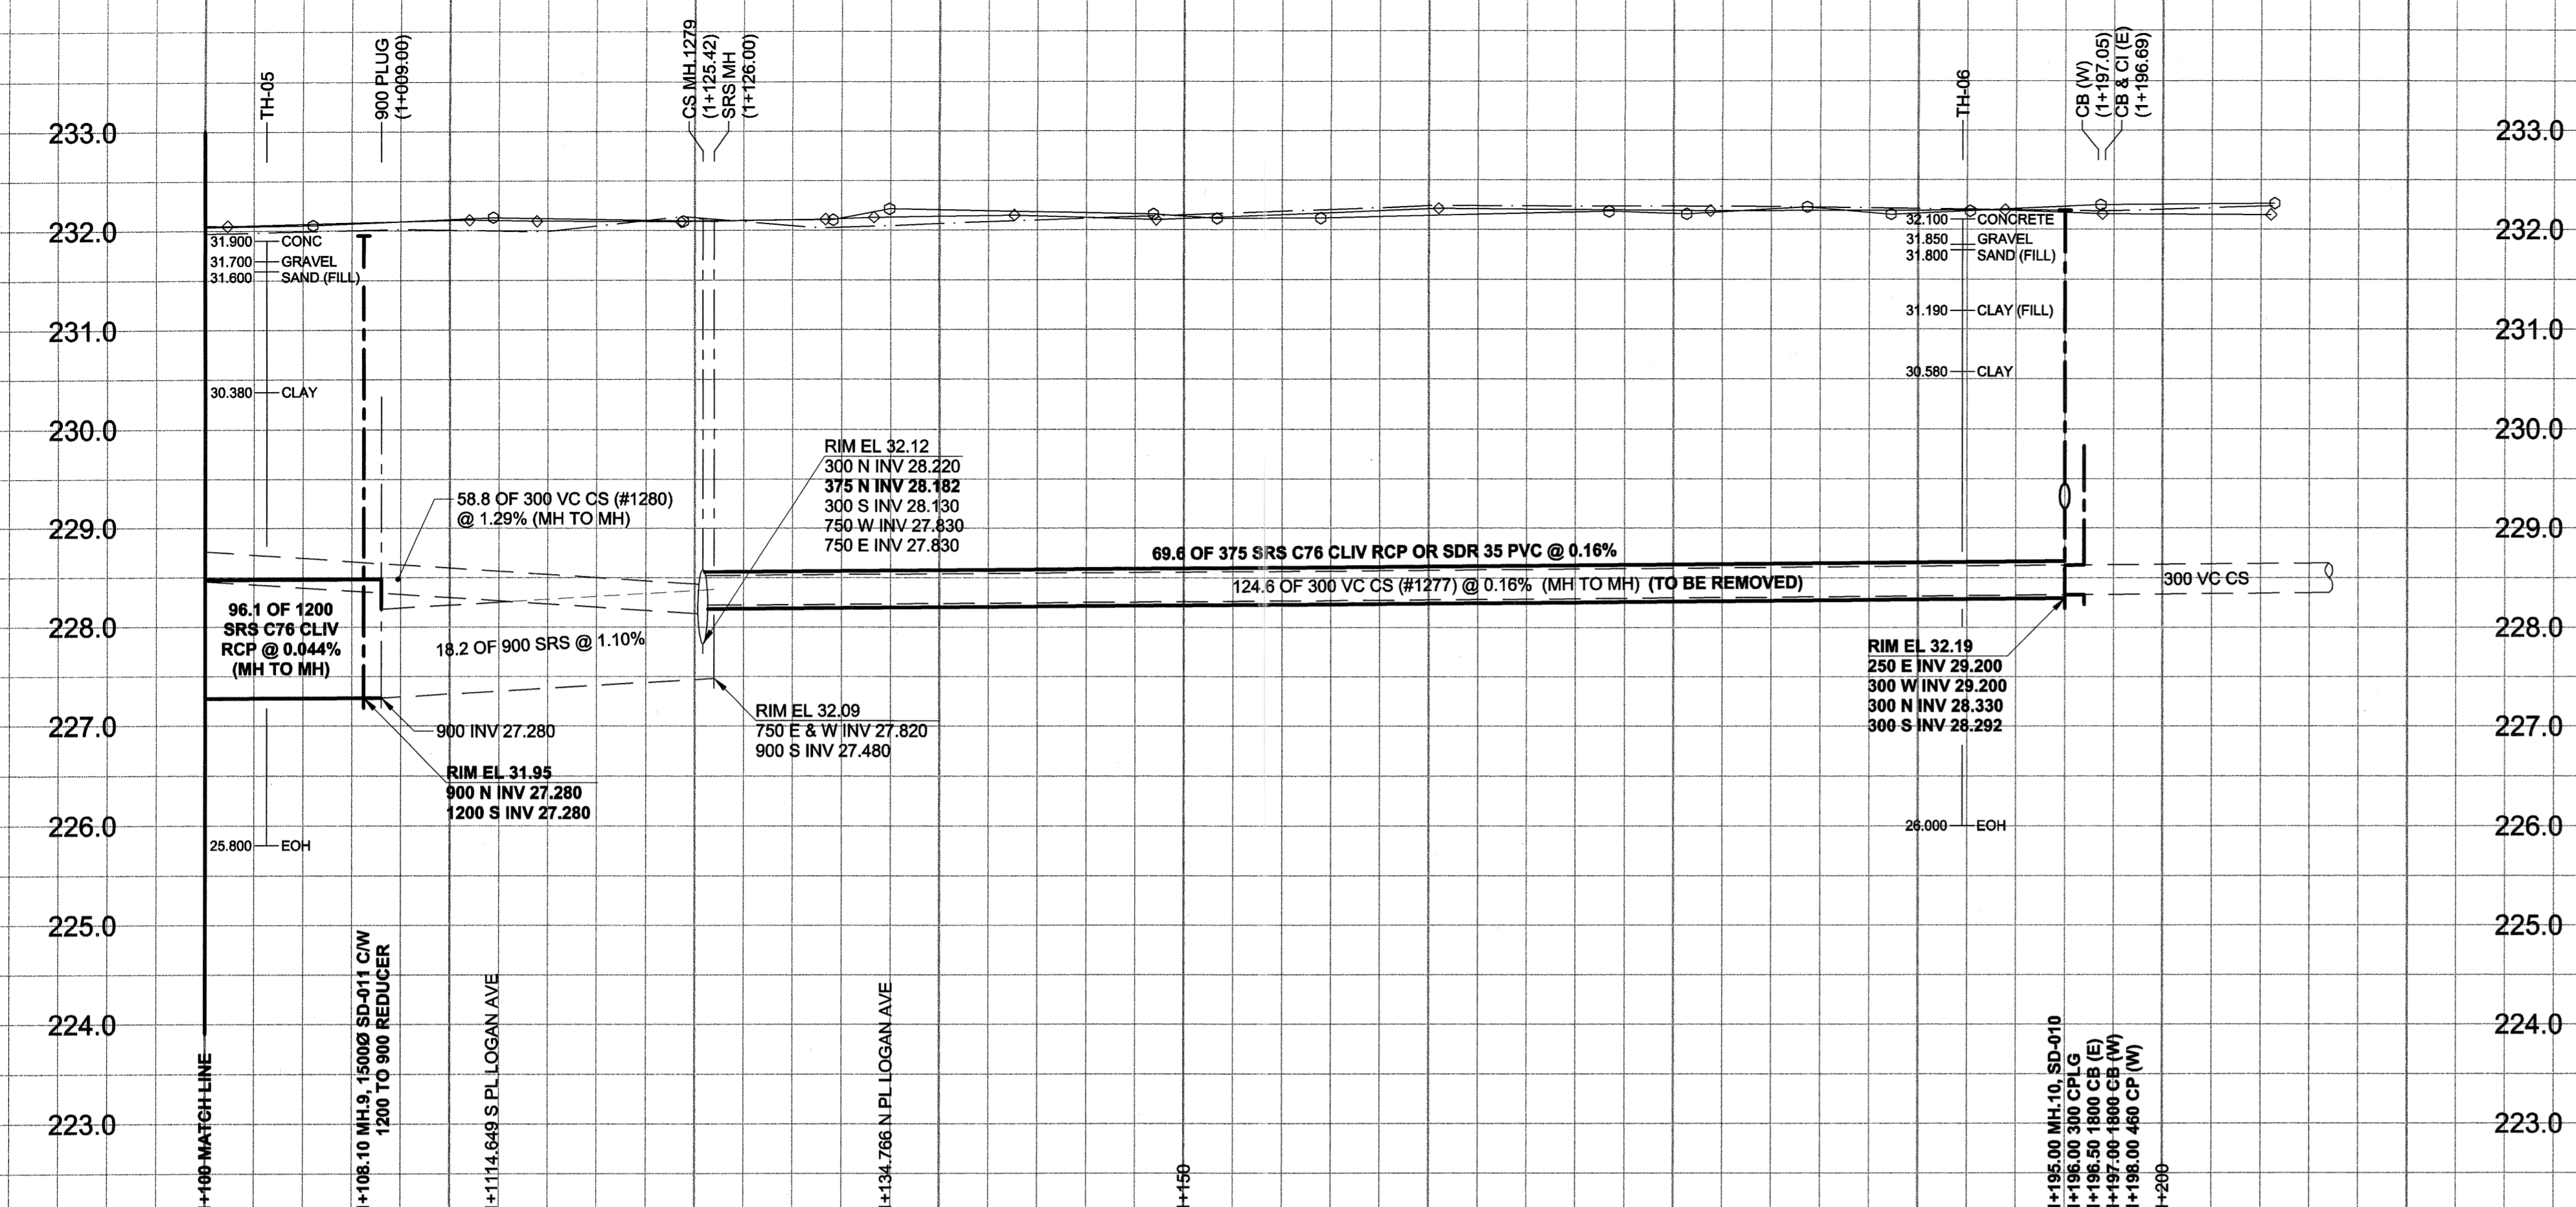 TH-05
900 PLUG
(1+009.00)
CS MH.1279
(1+125.42)
SRS MH
(1+126.00)
TH-06
CB (W)
(1+197.05)
CB & CI (E)
(1+196.69)
233.0
233.0
232.0
232.0
231.0
231.0
230.0
230.0
229.0
229.0
228.0
228.0
227.0
227.0
226.0
226.0
225.0
225.0
224.0
224.0
223.0
223.0
31.900 CONC
31.700 GRAVEL
31.600 SAND (FILL)
30.380 CLAY
25.800 EOH
32.100 CONCRETE
31.850 GRAVEL
31.800 SAND (FILL)
31.190 CLAY (FILL)
30.580 CLAY
26.000 EOH
58.8 OF 300 VC CS (#1280)
@ 1.29% (MH TO MH)
RIM EL 32.12
300 N INV 28.220
375 N INV 28.182
300 S INV 28.130
750 W INV 27.830
750 E INV 27.830
69.6 OF 375 SRS C76 CLIV RCP OR SDR 35 PVC @ 0.16%
124.6 OF 300 VC CS (#1277) @ 0.16% (MH TO MH) (TO BE REMOVED)
300 VC CS
96.1 OF 1200
SRS C76 CLIV
RCP @ 0.044%
(MH TO MH)
18.2 OF 900 SRS @ 1.10%
RIM EL 32.19
250 E INV 29.200
300 W INV 29.200
300 N INV 28.330
300 S INV 28.292
900 INV 27.280
RIM EL 32.09
750 E & W INV 27.820
900 S INV 27.480
RIM EL 31.95
900 N INV 27.280
1200 S INV 27.280
1+100 MATCH LINE
1+108.10 MH.9, 1500Ø SD-011 C/W
1200 TO 900 REDUCER
1+1114.649 S PL LOGAN AVE
1+134.766 N PL LOGAN AVE
1+150
1+195.00 MH.10, SD-010
1+196.00 300 CPLG
1+196.50 1800 CB (E)
1+197.00 1800 CB (W)
1+198.00 460 CP (W)
1+200